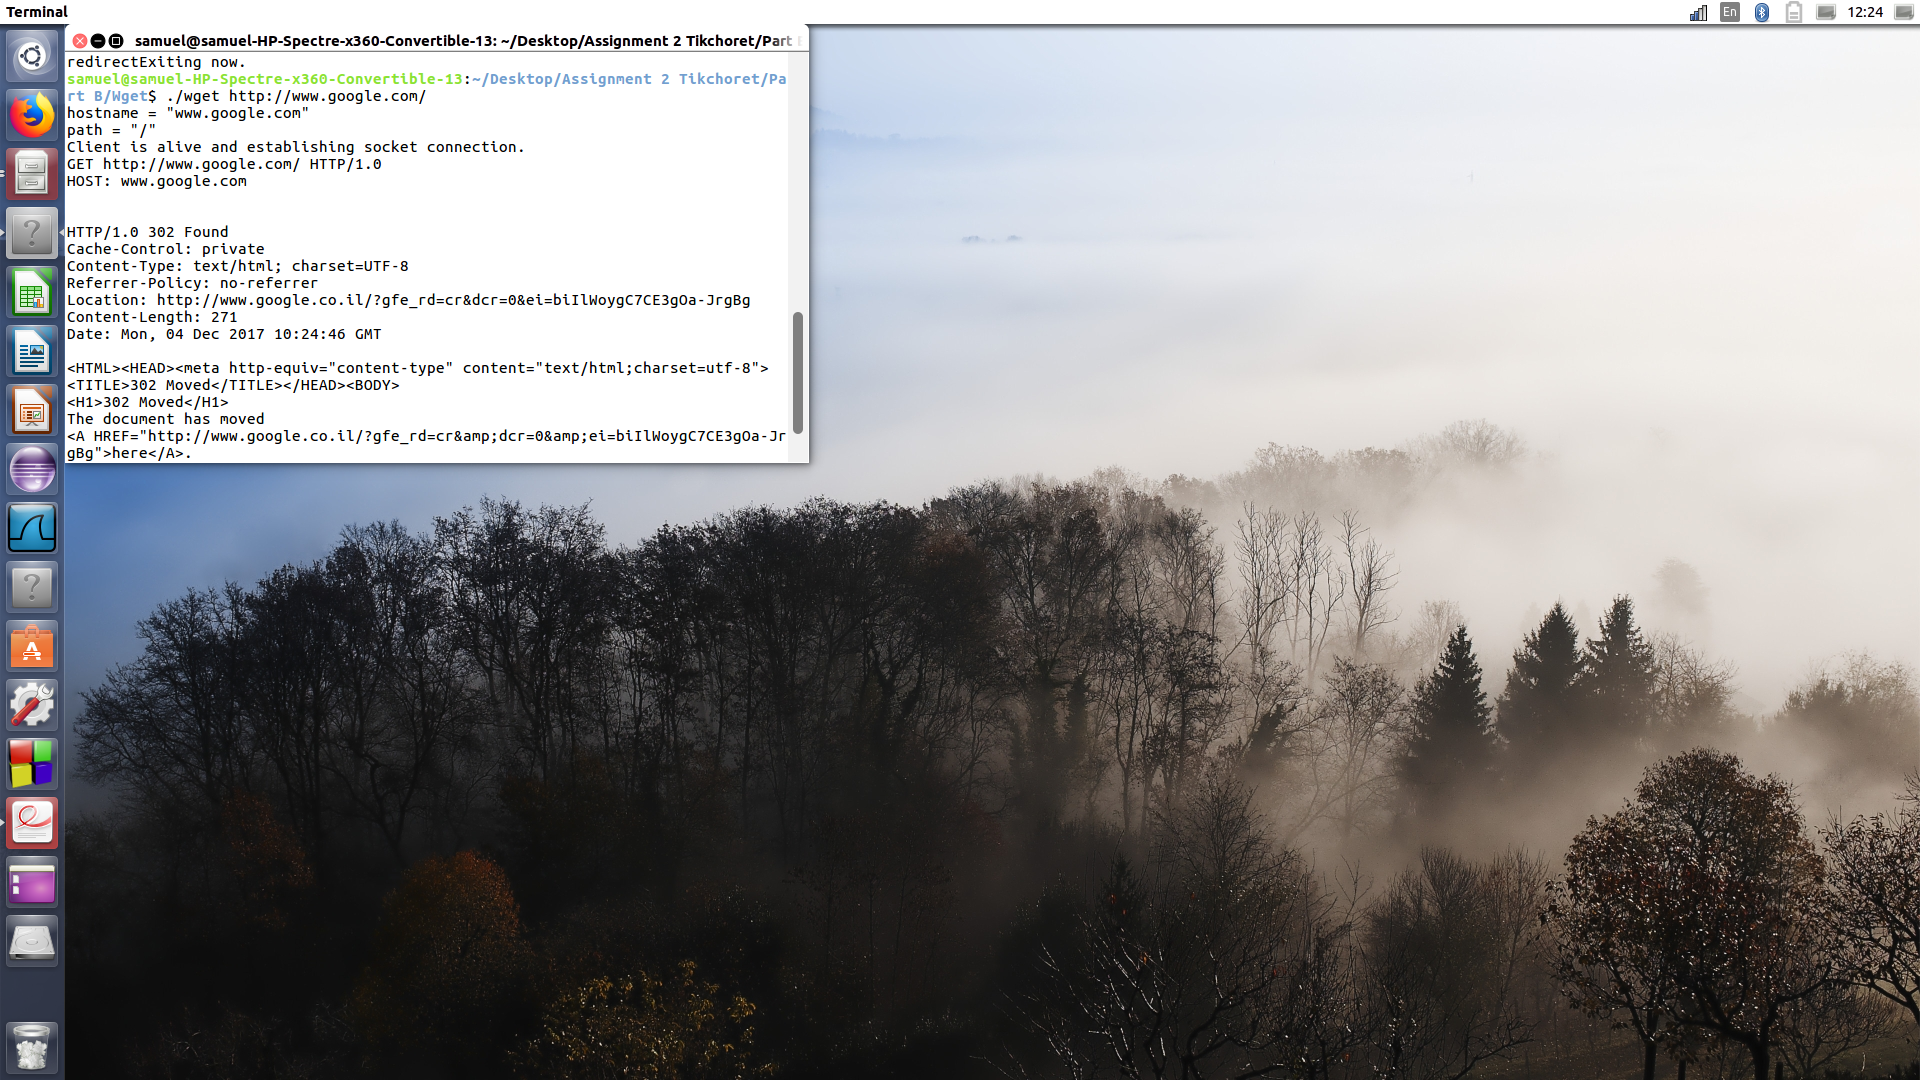 Terminal
En
12:24
samuel@samuel-HP-Spectre-x360-Convertible-13: ~/Desktop/Assignment 2 Tikchoret/Part
redirectExiting now.
samuel@samuel-HP-Spectre-x360-Convertible-13:~/Desktop/Assignment 2 Tikchoret/Pa
rt B/Wget$ ./wget http://www.google.com/
hostname = "www.google.com"
path = "/"
Client is alive and establishing socket connection.
GET http://www.google.com/ HTTP/1.0
HOST: www.google.com
HTTP/1.0 302 Found
Cache-Control: private
Content-Type: text/html; charset=UTF-8
Referrer-Policy: no-referrer
Location: http://www.google.co.il/?gfe_rd=cr&dcr=0&ei=biIlWoygC7CE3gOa-JrgBg
Content-Length: 271
Date: Mon, 04 Dec 2017 10:24:46 GMT
<HTML><HEAD><meta http-equiv="content-type" content="text/html;charset=utf-8">
<TITLE>302 Moved</TITLE></HEAD><BODY>
<H1>302 Moved</H1>
The document has moved
<A HREF="http://www.google.co.il/?gfe_rd=cr&amp;dcr=0&amp;ei=biIlWoygC7CE3gOa-Jr
gBg">here</A>.